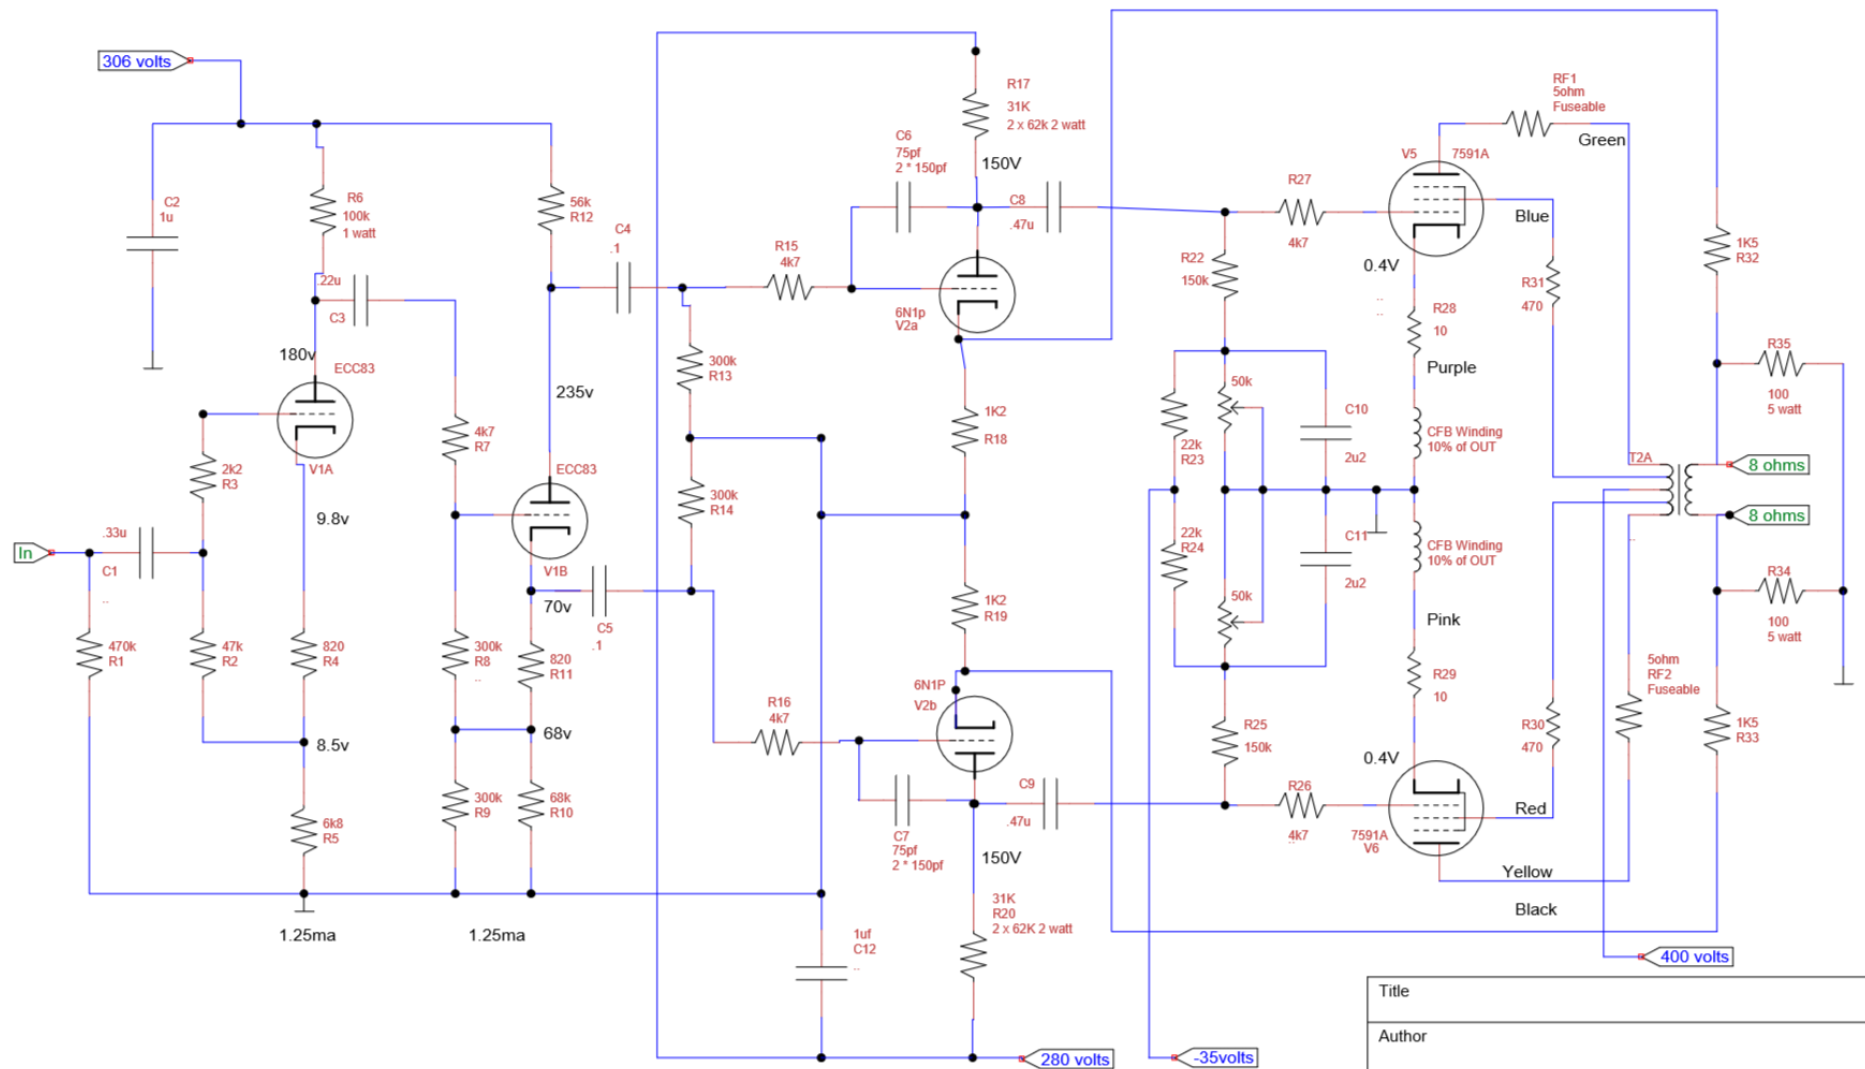 306 volts
C2
1u
R6
100k
1 watt
.22u
C3
180v
ECC83
V1A
2k2
R3
9.8v
.33u
In
C1
..
470k
R1
47k
R2
820
R4
8.5v
6k8
R5
1.25ma
56k
R12
4k7
R7
235v
ECC83
V1B
70v
300k
R8
..
820
R11
68v
300k
R9
68k
R10
1.25ma
C4
.1
C5
.1
300k
R13
300k
R14
R15
4k7
R16
4k7
C6
75pf
2 * 150pf
R17
31K
2 x 62k 2 watt
150V
C8
.47u
6N1p
V2a
1K2
R18
1K2
R19
6N1P
V2b
C7
75pf
2 * 150pf
C9
.47u
150V
31K
R20
2 x 62K 2 watt
1uf
C12
..
280 volts
R27
4k7
R22
150k
50k
22k
R23
C10
2u2
22k
R24
C11
2u2
50k
R25
150k
R26
4k7
..
-35volts
V5
7591A
RF1
5ohm
Fuseable
Green
Blue
0.4V
..
..
R28
10
R31
470
Purple
CFB Winding
10% of OUT
CFB Winding
10% of OUT
Pink
R29
10
0.4V
7591A
V6
R30
470
5ohm
RF2
Fuseable
Red
Yellow
Black
T2A
..
1K5
R32
R35
100
5 watt
8 ohms
8 ohms
R34
100
5 watt
1K5
R33
400 volts
Title
Author